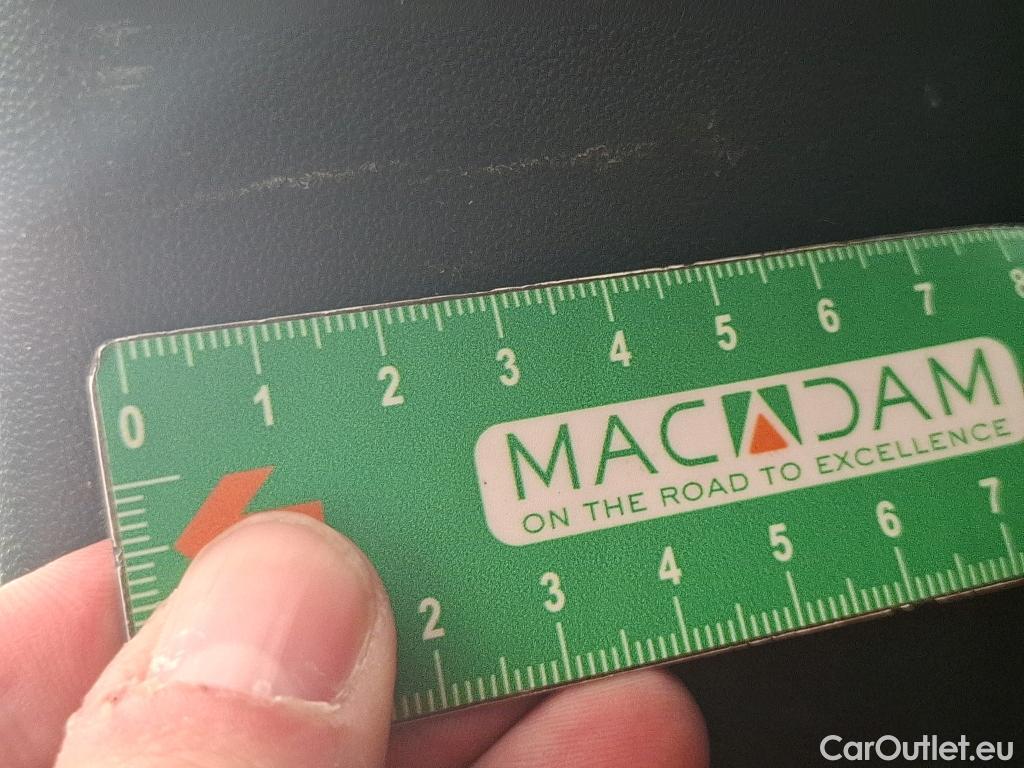 0 1 2 3 4 5 6 7 8
MACADAM
ON THE ROAD TO EXCELLENCE
2 3 4 5 6 7
CarOutlet.eu